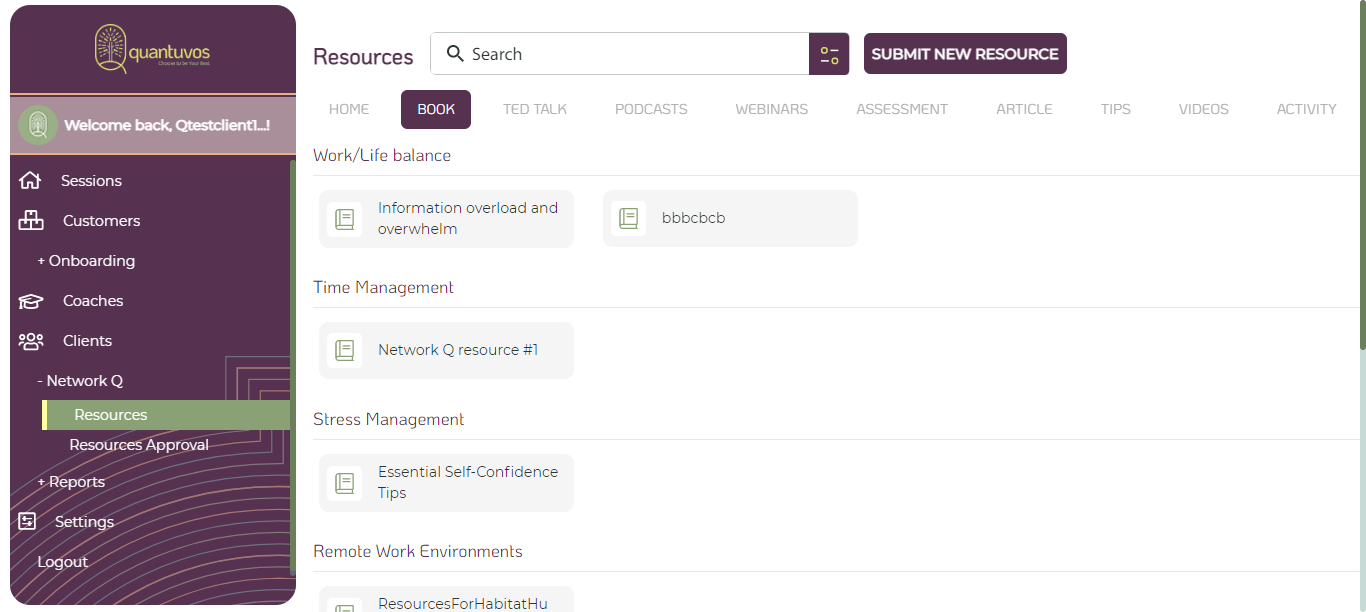 quantuvos
Choose to be Your Best
Welcome back, Qtestclient1...!
Sessions
Customers
+ Onboarding
Coaches
Clients
- Network Q
Resources
Resources Approval
+ Reports
Settings
Logout
Resources
Search
SUBMIT NEW RESOURCE
HOME
BOOK
TED TALK
PODCASTS
WEBINARS
ASSESSMENT
ARTICLE
TIPS
VIDEOS
ACTIVITY
Work/Life balance
Information overload and
overwhelm
bbbcbcb
Time Management
Network Q resource #1
Stress Management
Essential Self-Confidence
Tips
Remote Work Environments
ResourcesForHabitatHu